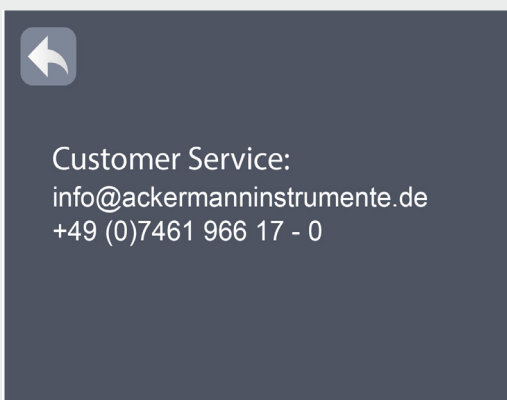 Customer Service:
info@ackermanninstrumente.de
+49 (0)7461 966 17 - 0